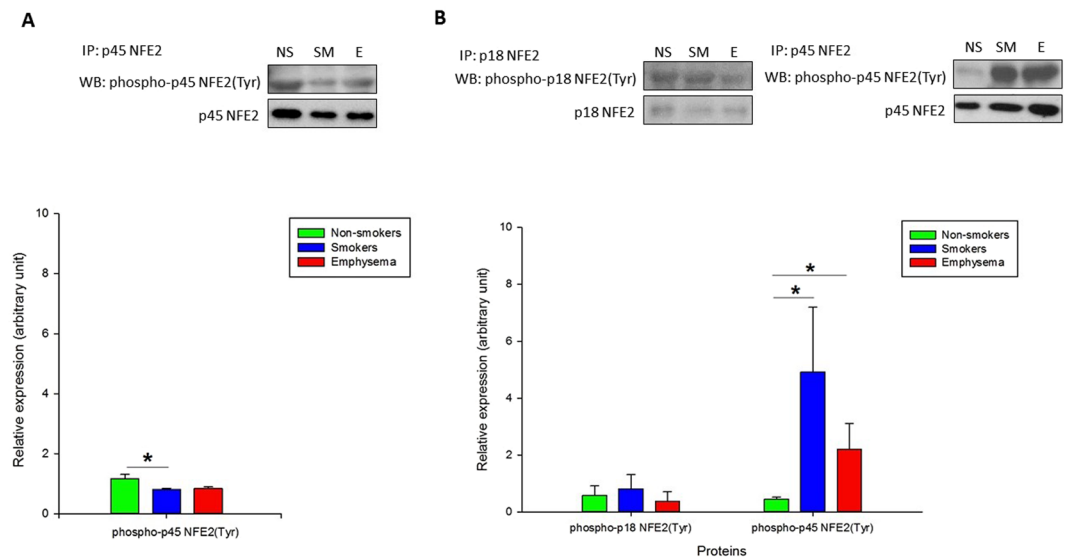 A
IP: p45 NFE2
NS SM E
WB: phospho-p45 NFE2(Tyr)
p45 NFE2
Relative expression (arbitrary unit)
10
8
6
4
2
0
Non-smokers
Smokers
Emphysema
*
phospho-p45 NFE2(Tyr)
B
IP: p18 NFE2
NS SM E
WB: phospho-p18 NFE2(Tyr)
p18 NFE2
IP: p45 NFE2
NS SM E
WB: phospho-p45 NFE2(Tyr)
p45 NFE2
Relative expression (arbitrary unit)
10
8
6
4
2
0
Non-smokers
Smokers
Emphysema
*
*
phospho-p18 NFE2(Tyr) phospho-p45 NFE2(Tyr)
Proteins